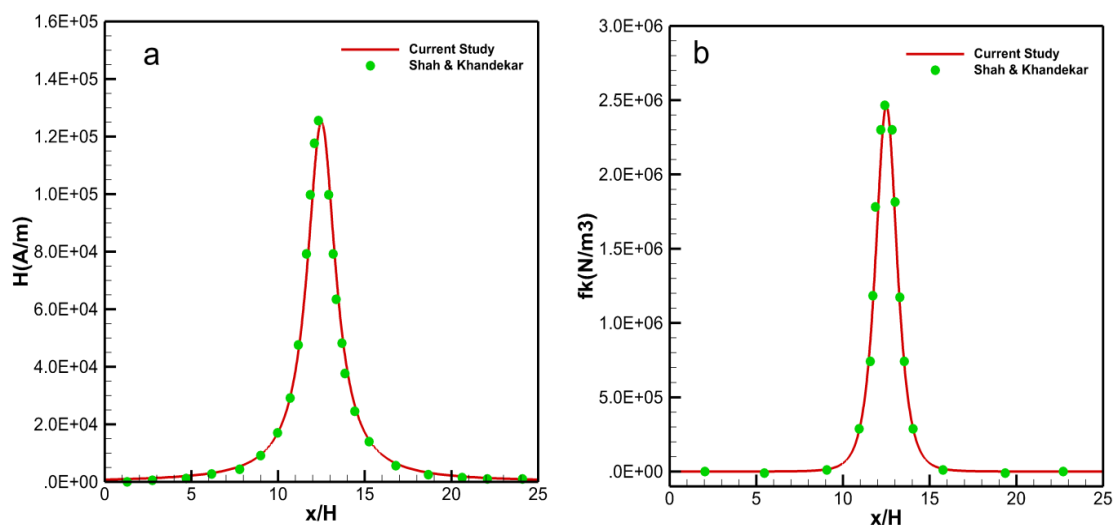 a
Current Study
Shah & Khandekar
H(A/m)
1.6E+05
1.4E+05
1.2E+05
1.0E+05
8.0E+04
6.0E+04
4.0E+04
2.0E+04
.0E+00
0 5 10 15 20 25
x/H
b
Current Study
Shah & Khandekar
fk(N/m3)
3.0E+06
2.5E+06
2.0E+06
1.5E+06
1.0E+06
5.0E+05
.0E+00
0 5 10 15 20 25
x/H